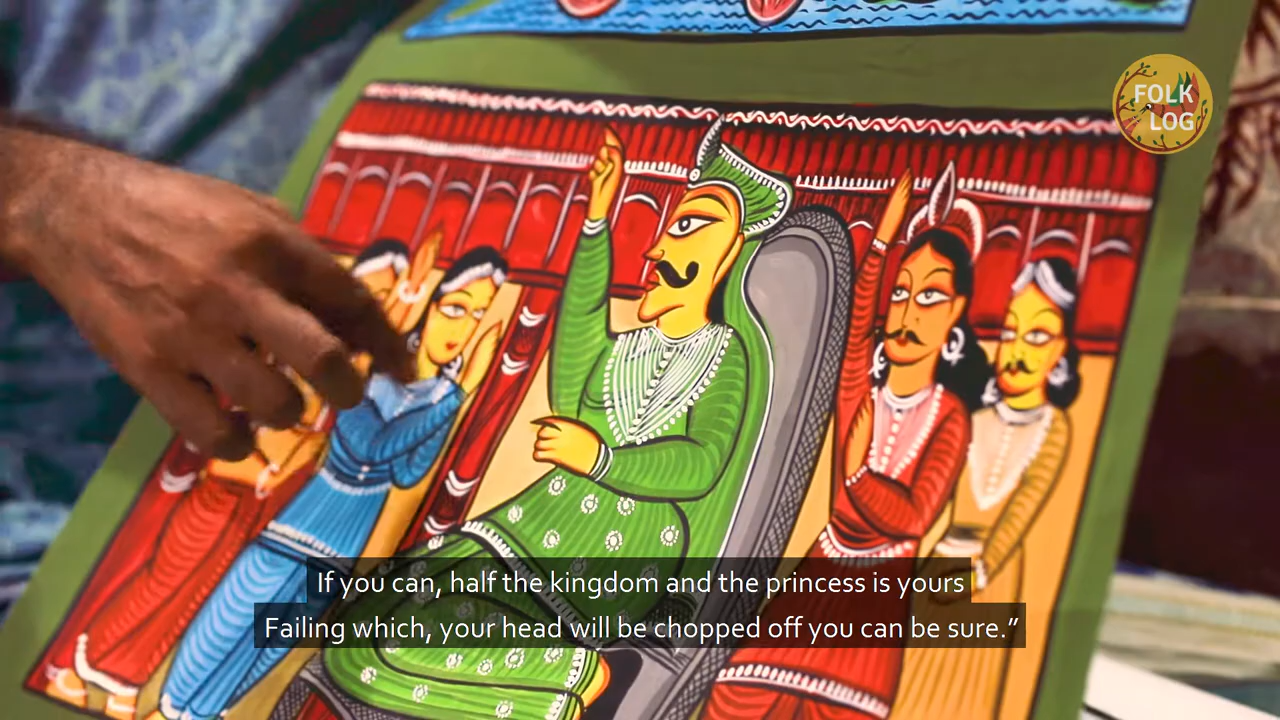 FOLK
LOG
If you can, half the kingdom and the princess is yours
Failing which, your head will be chopped off you can be sure.”